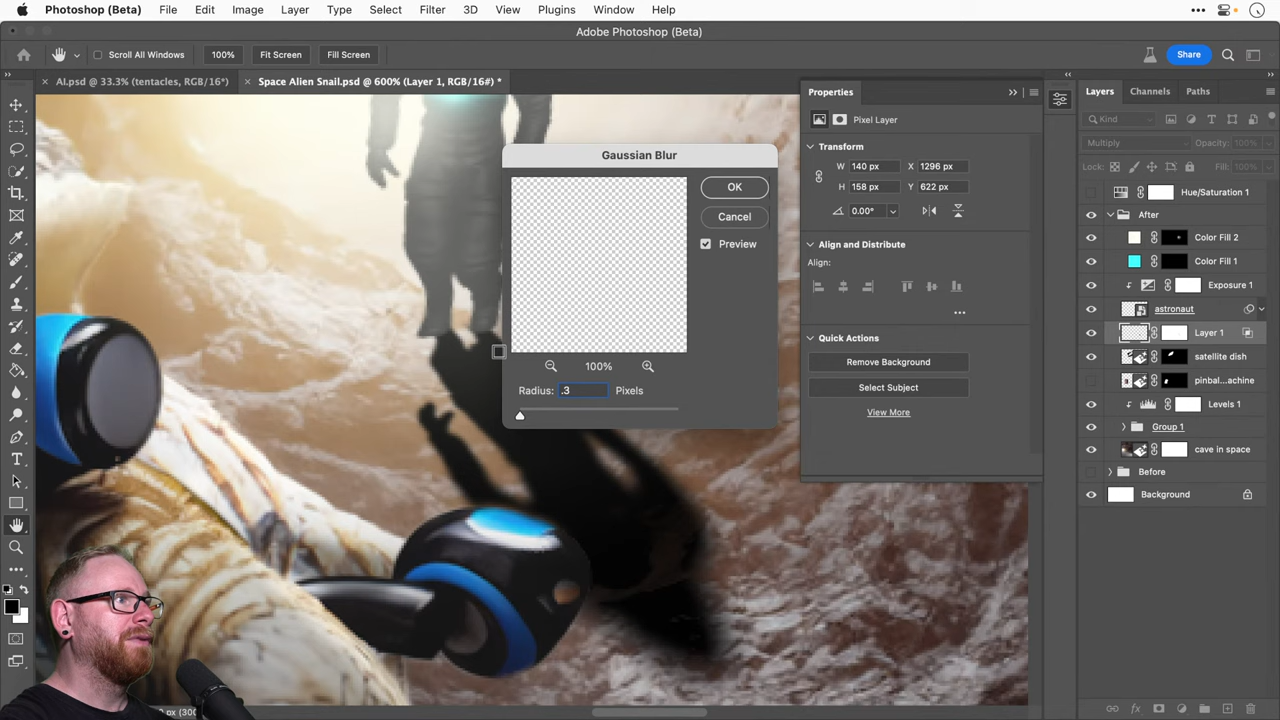 Photoshop (Beta) File Edit Image Layer Type Select Filter 3D View Plugins Window Help
Adobe Photoshop (Beta)
Scroll All Windows 100% Fit Screen Fill Screen Share
AI.psd @ 33.3% (tentacles, RGB/16*) Space Alien Snail.psd @ 600% (Layer 1, RGB/16#) *
Properties
Pixel Layer
Transform
W 140 px X 1296 px
H 158 px Y 622 px
0.00°
Align and Distribute
Align:
Quick Actions
Remove Background
Select Subject
View More
Gaussian Blur
OK
Cancel
Preview
100%
Radius: .3 Pixels
Layers Channels Paths
Kind
Multiply Opacity: 100%
Lock: Fill: 100%
Hue/Saturation 1
After
Color Fill 2
Color Fill 1
Exposure 1
astronaut
Layer 1
satellite dish
pinbal...achine
Levels 1
Group 1
cave in space
Before
Background